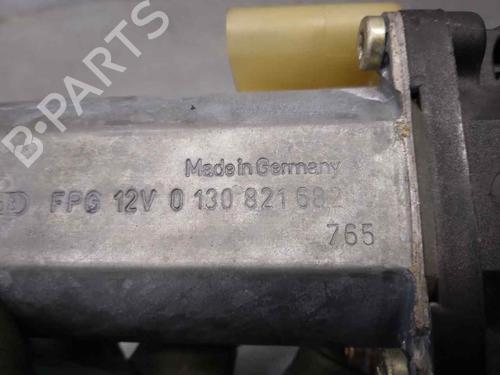 B-PARTS
Made in Germany
FPG 12V 0 130 821 682
765